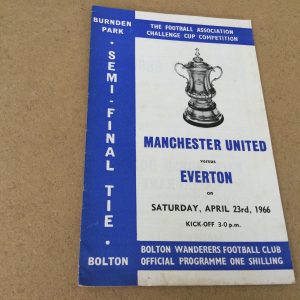 BURNDEN
PARK
• SEMI-FINAL TIE •
BOLTON
THE FOOTBALL ASSOCIATION
CHALLENGE CUP COMPETITION
MANCHESTER UNITED
versus
EVERTON
on
SATURDAY, APRIL 23rd, 1966
KICK-OFF 3-0 p.m.
BOLTON WANDERERS FOOTBALL CLUB
OFFICIAL PROGRAMME ONE SHILLING